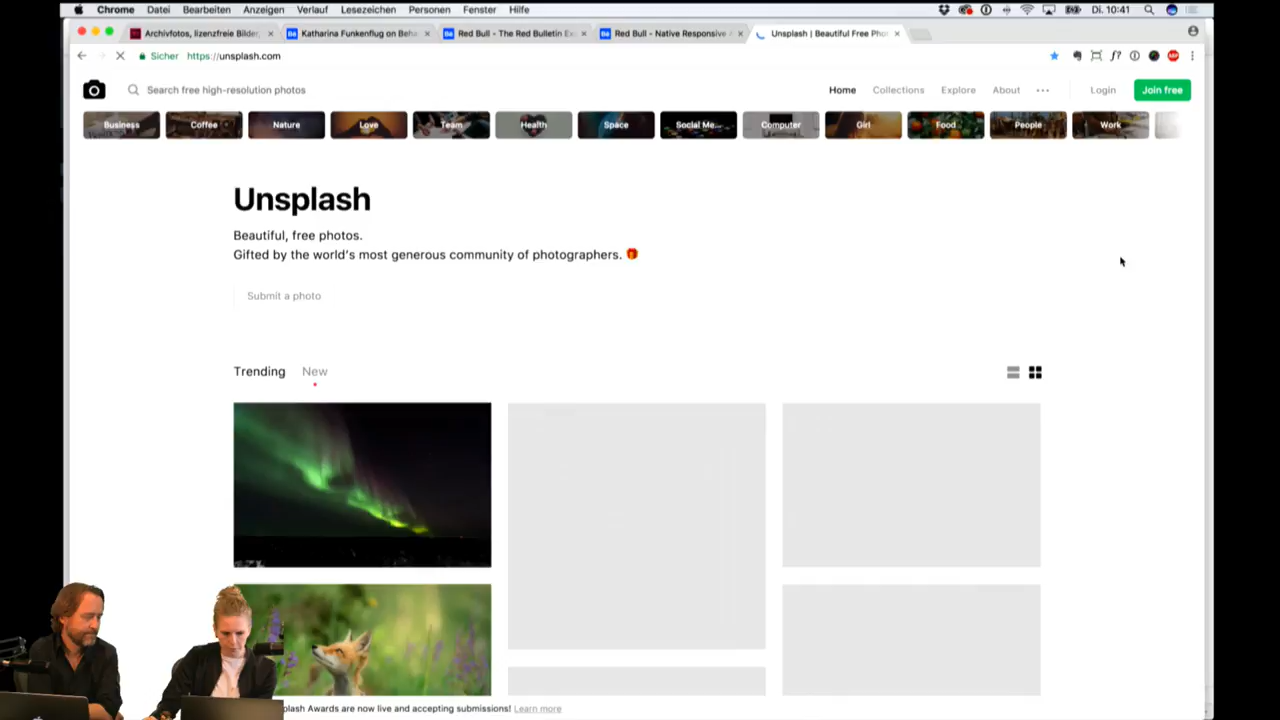 Chrome Datei Bearbeiten Anzeigen Verlauf Lesezeichen Personen Fenster Hilfe Di. 10:41
Archivfotos, lizenzfreie Bilder, Katharina Funkenflug on Beh Red Bull - The Red Bulletin E Red Bull - Native Responsive Unsplash | Beautiful Free Pho
Sicher https://unsplash.com
Search free high-resolution photos Home Collections Explore About Login Join free
Business Coffee Nature Love Team Health Space Social Me... Computer Girl Food People Work
Unsplash
Beautiful, free photos.
Gifted by the world's most generous community of photographers. 🎁
Submit a photo
Trending New
plash Awards are now live and accepting submissions! Learn more